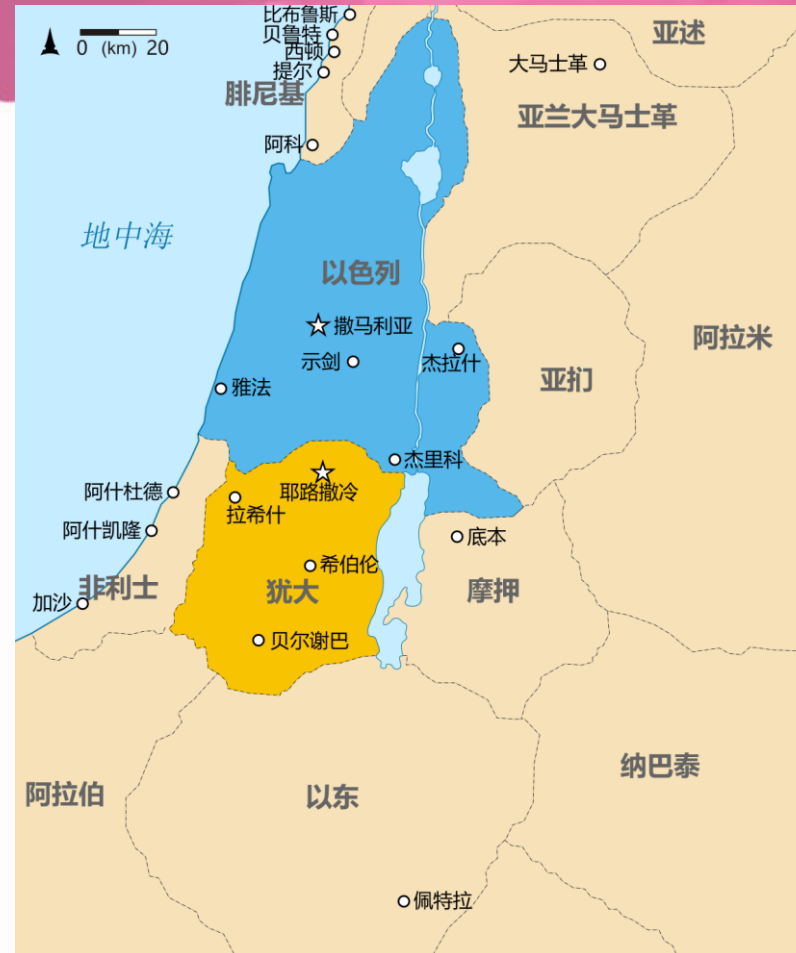 比布鲁斯
贝鲁特
西顿
提尔
0 (km) 20
亚述
大马士革
腓尼基
亚兰大马士革
阿科
地中海
以色列
撒马利亚
阿拉米
示剑
杰拉什
亚扪
雅法
杰里科
阿什杜德
耶路撒冷
拉希什
阿什凯隆
底本
希伯伦
非利士
犹大
摩押
加沙
贝尔谢巴
纳巴泰
阿拉伯
以东
佩特拉